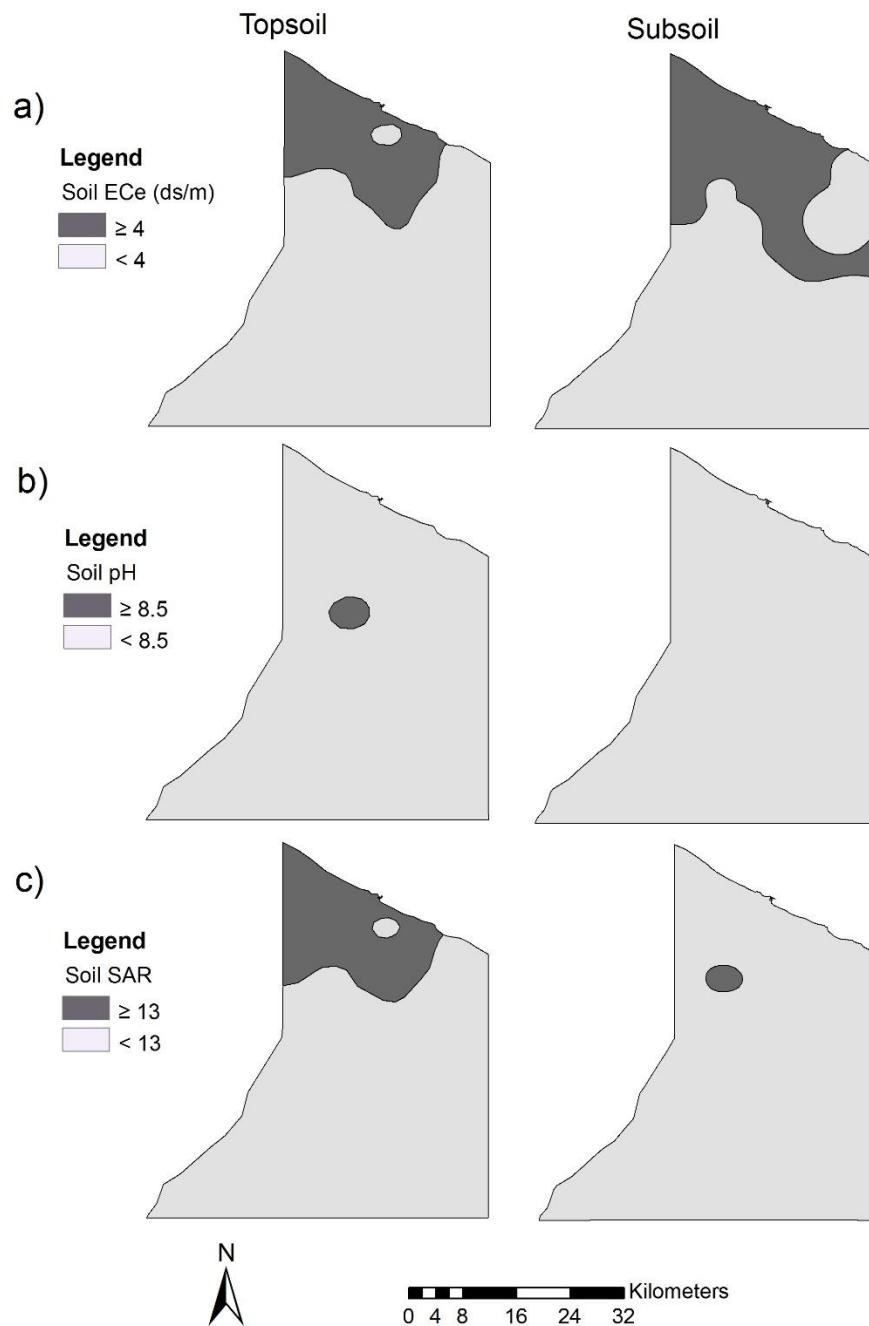 Topsoil
Subsoil
a)
Legend
Soil ECe (ds/m)
≥ 4
< 4
b)
Legend
Soil pH
≥ 8.5
< 8.5
c)
Legend
Soil SAR
≥ 13
< 13
N
Kilometers
0 4 8 16 24 32